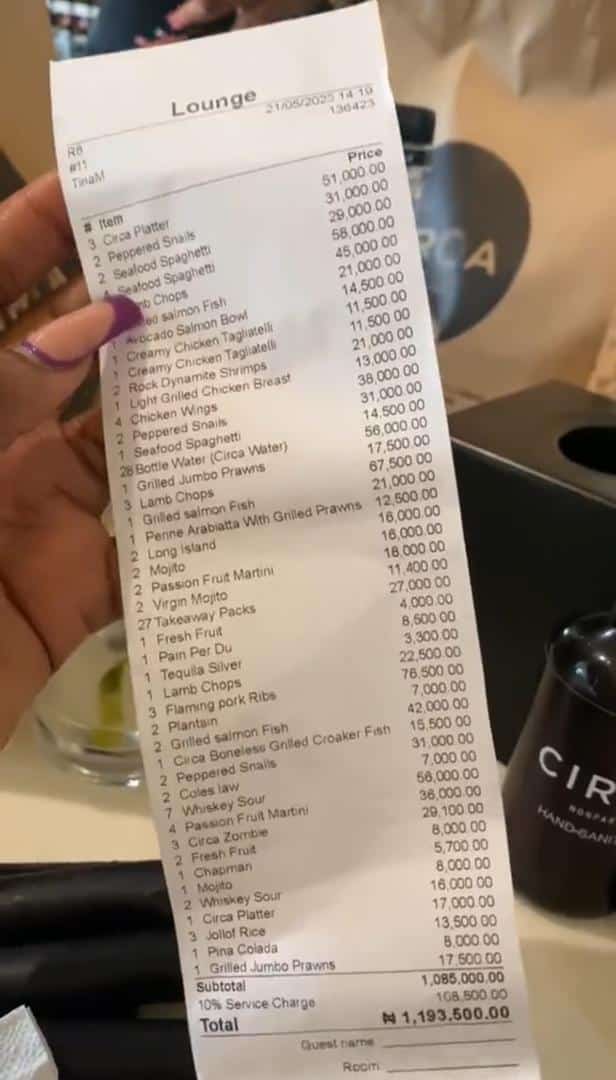 Lounge
21/05/2023 14:19
136423
R8
#11
TinaM
# Item Price
3 Circa Platter 51,000.00
2 Peppered Snails 31,000.00
2 Seafood Spaghetti 29,000.00
Seafood Spaghetti 58,000.00
Chops 45,000.00
salmon Fish 21,000.00
1 Avocado Salmon Bowl 14,500.00
1 Creamy Chicken Tagliatelli 11,500.00
1 Creamy Chicken Tagliatelli 11,500.00
2 Rock Dynamite Shrimps 21,000.00
1 Light Grilled Chicken Breast 13,000.00
4 Chicken Wings 38,000.00
2 Peppered Snails 31,000.00
1 Seafood Spaghetti 14,500.00
28 Bottle Water (Circa Water) 56,000.00
1 Grilled Jumbo Prawns 17,500.00
3 Lamb Chops 67,500.00
1 Grilled salmon Fish 21,000.00
1 Penne Arabiatta With Grilled Prawns 12,500.00
2 Long Island 16,000.00
2 Mojito 16,000.00
2 Passion Fruit Martini 18,000.00
2 Virgin Mojito 11,400.00
27 Takeaway Packs 27,000.00
1 Fresh Fruit 4,000.00
1 Pain Per Du 8,500.00
1 Tequila Silver 3,300.00
1 Lamb Chops 22,500.00
3 Flaming pork Ribs 76,500.00
2 Plantain 7,000.00
2 Grilled salmon Fish 42,000.00
1 Circa Boneless Grilled Croaker Fish 15,500.00
2 Peppered Snails 31,000.00
2 Coles law 7,000.00
7 Whiskey Sour 56,000.00
4 Passion Fruit Martini 36,000.00
3 Circa Zombie 29,100.00
2 Fresh Fruit 8,000.00
1 Chapman 5,700.00
1 Mojito 8,000.00
2 Whiskey Sour 16,000.00
1 Circa Platter 17,000.00
3 Jollof Rice 13,500.00
1 Pina Colada 8,000.00
1 Grilled Jumbo Prawns 17,500.00
Subtotal 1,085,000.00
10% Service Charge 108,500.00
Total ₦ 1,193,500.00
Guest name
Room
RCA
CIR
HAND-SANI